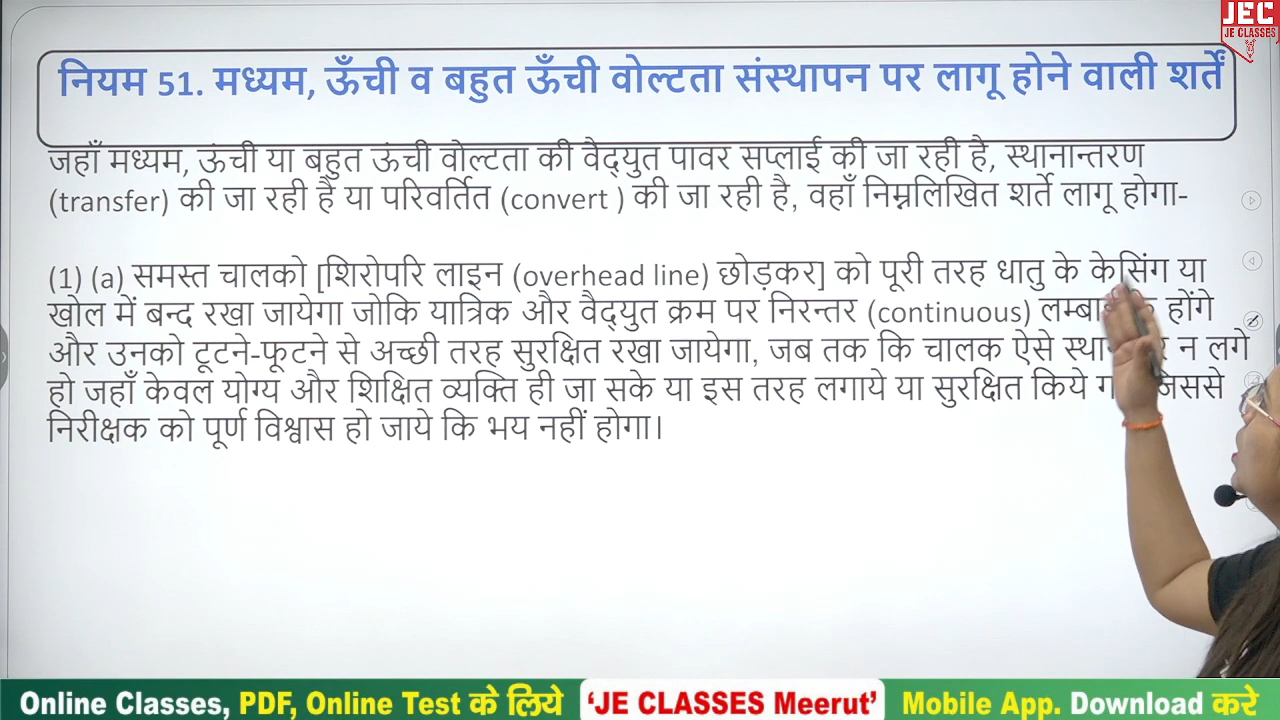 JEC
JE CLASSES
नियम 51. मध्यम, ऊँची व बहुत ऊँची वोल्टता संस्थापन पर लागू होने वाली शर्तें
जहाँ मध्यम, ऊंची या बहुत ऊंची वोल्टता की वैद्युत पावर सप्लाई की जा रही है, स्थानान्तरण
(transfer) की जा रही है या परिवर्तित (convert ) की जा रही है, वहाँ निम्नलिखित शर्ते लागू होगा-
(1) (a) समस्त चालको [शिरोपरि लाइन (overhead line) छोड़कर] को पूरी तरह धातु के केसिंग या
खोल में बन्द रखा जायेगा जोकि यात्रिक और वैद्युत क्रम पर निरन्तर (continuous) होंगे
और उनको टूटने-फूटने से अच्छी तरह सुरक्षित रखा जायेगा, जब तक कि चालक ऐसे न लगे
हो जहाँ केवल योग्य और शिक्षित व्यक्ति ही जा सके या इस तरह लगाये या सुरक्षित किये जिससे
निरीक्षक को पूर्ण विश्वास हो जाये कि भय नहीं होगा।
Online Classes, PDF, Online Test के लिये 'JE CLASSES Meerut' Mobile App. Download करे